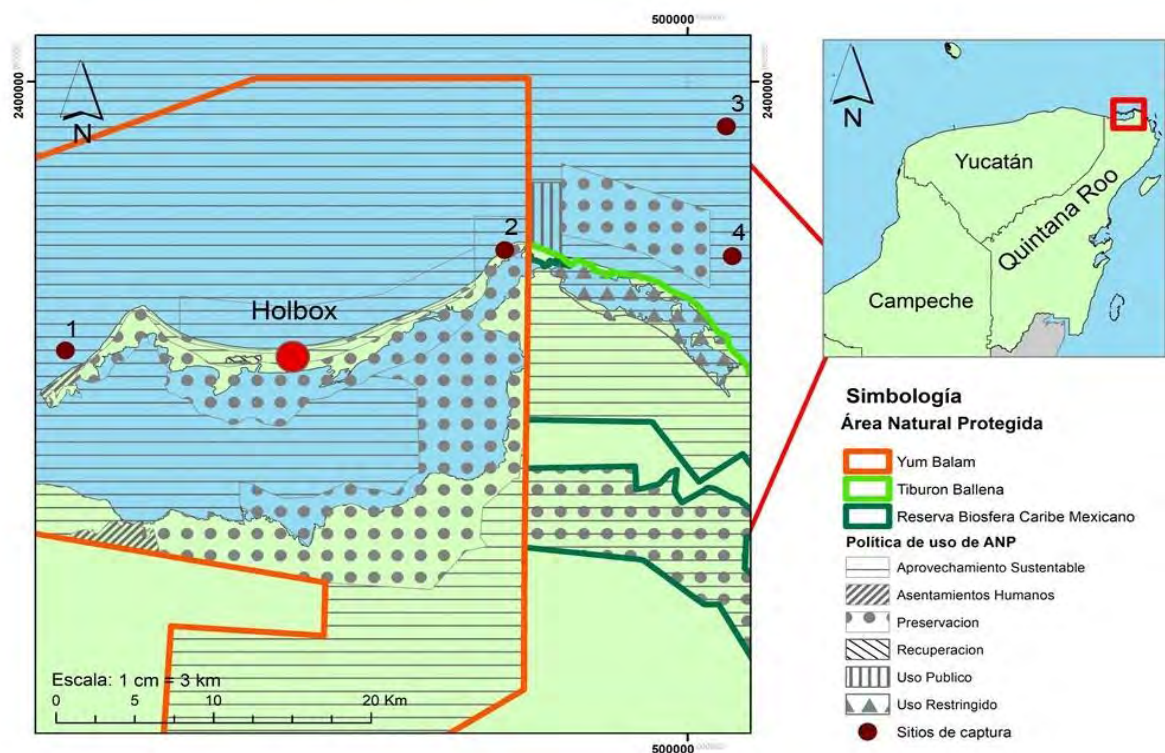 500000
2400000
2400000
N
3
2
4
Holbox
1
Escala: 1 cm = 3 km
0 5 10 20 Km
500000
N
Yucatán
Quintana Roo
Campeche
Simbología
Área Natural Protegida
Yum Balam
Tiburon Ballena
Reserva Biosfera Caribe Mexicano
Política de uso de ANP
Aprovechamiento Sustentable
Asentamientos Humanos
Preservacion
Recuperacion
Uso Publico
Uso Restringido
Sitios de captura